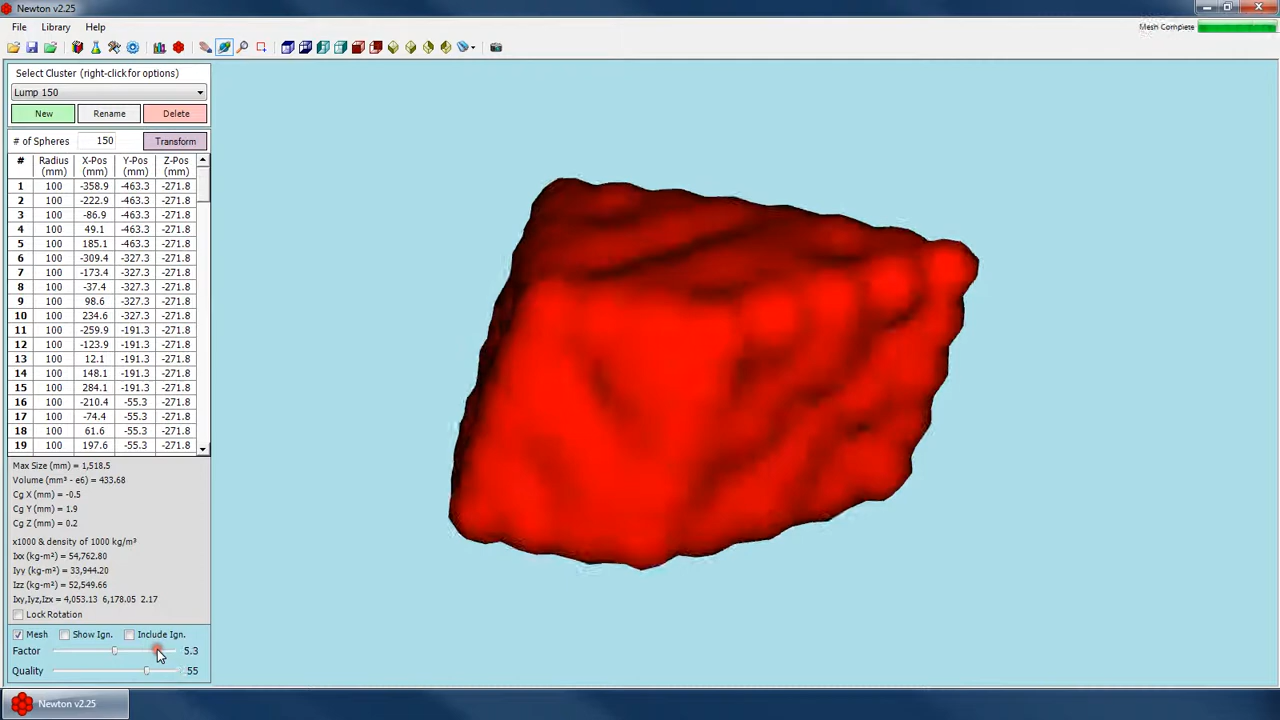 Newton v2.25
File Library Help
Mesh Complete
Select Cluster (right-click for options)
Lump 150
New Rename Delete
# of Spheres 150 Transform
# Radius (mm) X-Pos (mm) Y-Pos (mm) Z-Pos (mm)
1 100 -358.9 -463.3 -271.8
2 100 -222.9 -463.3 -271.8
3 100 -86.9 -463.3 -271.8
4 100 49.1 -463.3 -271.8
5 100 185.1 -463.3 -271.8
6 100 -309.4 -327.3 -271.8
7 100 -173.4 -327.3 -271.8
8 100 -37.4 -327.3 -271.8
9 100 98.6 -327.3 -271.8
10 100 234.6 -327.3 -271.8
11 100 -259.9 -191.3 -271.8
12 100 -123.9 -191.3 -271.8
13 100 12.1 -191.3 -271.8
14 100 148.1 -191.3 -271.8
15 100 284.1 -191.3 -271.8
16 100 -210.4 -55.3 -271.8
17 100 -74.4 -55.3 -271.8
18 100 61.6 -55.3 -271.8
19 100 197.6 -55.3 -271.8
Max Size (mm) = 1,518.5
Volume (mm³ - e6) = 433.68
Cg X (mm) = -0.5
Cg Y (mm) = 1.9
Cg Z (mm) = 0.2
x1000 & density of 1000 kg/m³
Ixx (kg-m²) = 54,762.80
Iyy (kg-m²) = 33,944.20
Izz (kg-m²) = 52,549.66
Ixy,Iyz,Izx = 4,053.13 6,178.05 2.17
Lock Rotation
Mesh Show Ign. Include Ign.
Factor 5.3
Quality 55
Newton v2.25